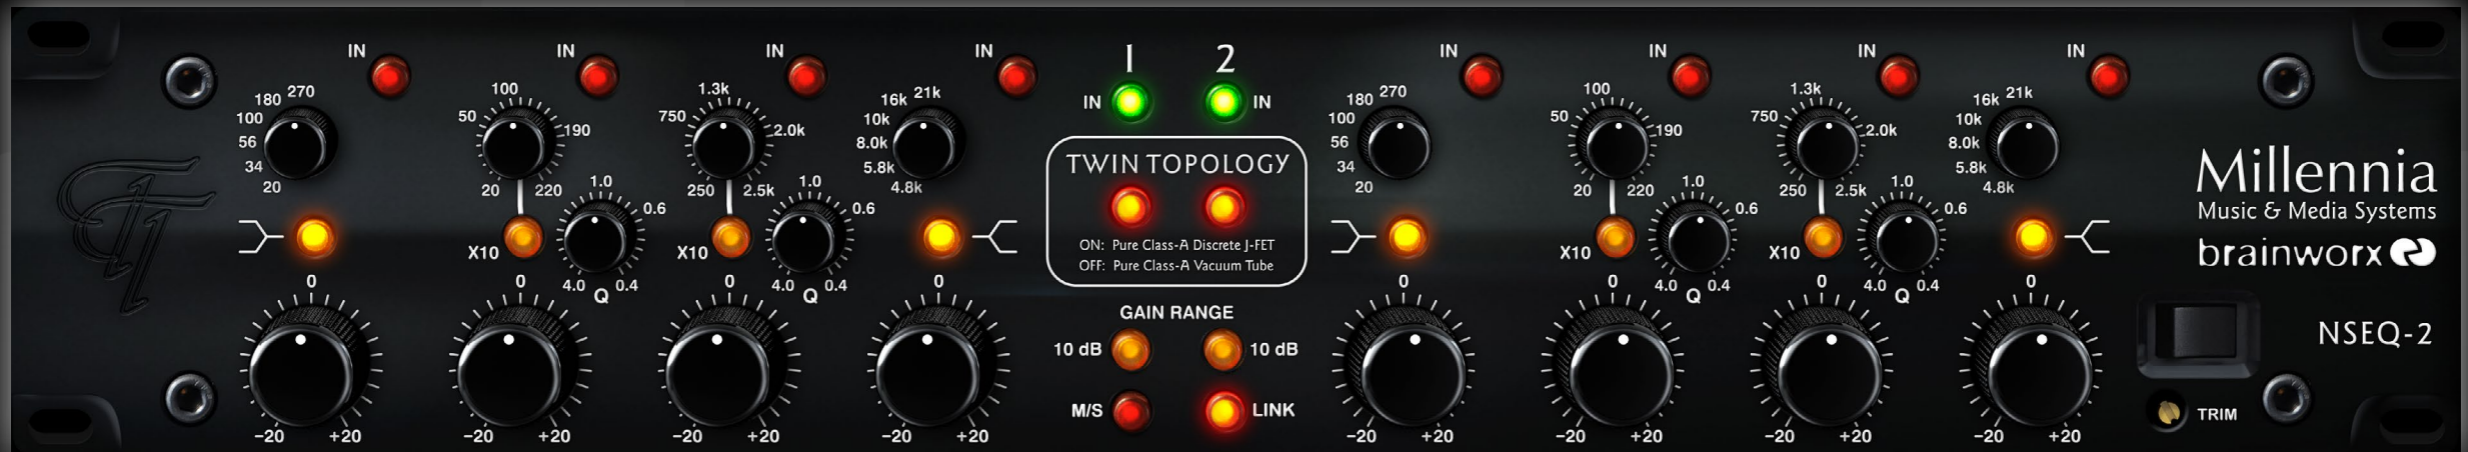 IN IN IN IN 1 2 IN IN IN IN
IN IN
180 270
100
56
34
20
100
50 190
20 220
X10
1.0
0.6
4.0 Q 0.4
1.3k
750 2.0k
250 2.5k
X10
1.0
0.6
4.0 Q 0.4
16k 21k
10k
8.0k
5.8k
4.8k
0 0 0 0
-20 +20 -20 +20 -20 +20 -20 +20
TWIN TOPOLOGY
ON: Pure Class-A Discrete J-FET
OFF: Pure Class-A Vacuum Tube
GAIN RANGE
10 dB 10 dB
M/S LINK
180 270
100
56
34
20
100
50 190
20 220
X10
1.0
0.6
4.0 Q 0.4
1.3k
750 2.0k
250 2.5k
X10
1.0
0.6
4.0 Q 0.4
16k 21k
10k
8.0k
5.8k
4.8k
0 0 0 0
-20 +20 -20 +20 -20 +20 -20 +20
Millennia
Music & Media Systems
brainworx
NSEQ-2
TRIM